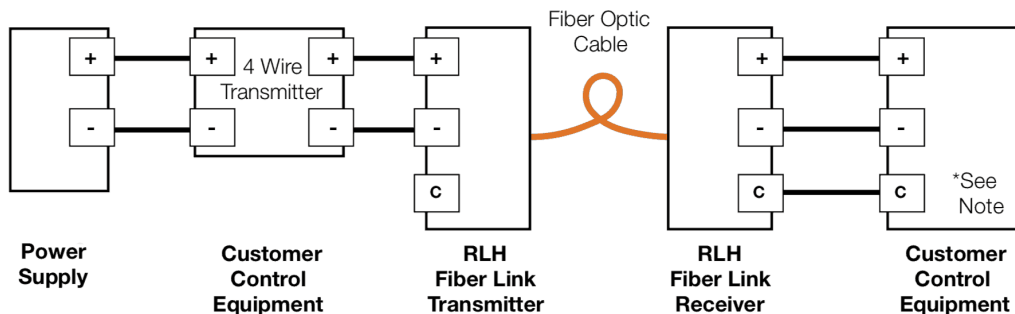 Fiber Optic
Cable
+ + + + + +
4 Wire
Transmitter
- - - - - -
C C C
*See
Note
Power
Supply
Customer
Control
Equipment
RLH
Fiber Link
Transmitter
RLH
Fiber Link
Receiver
Customer
Control
Equipment